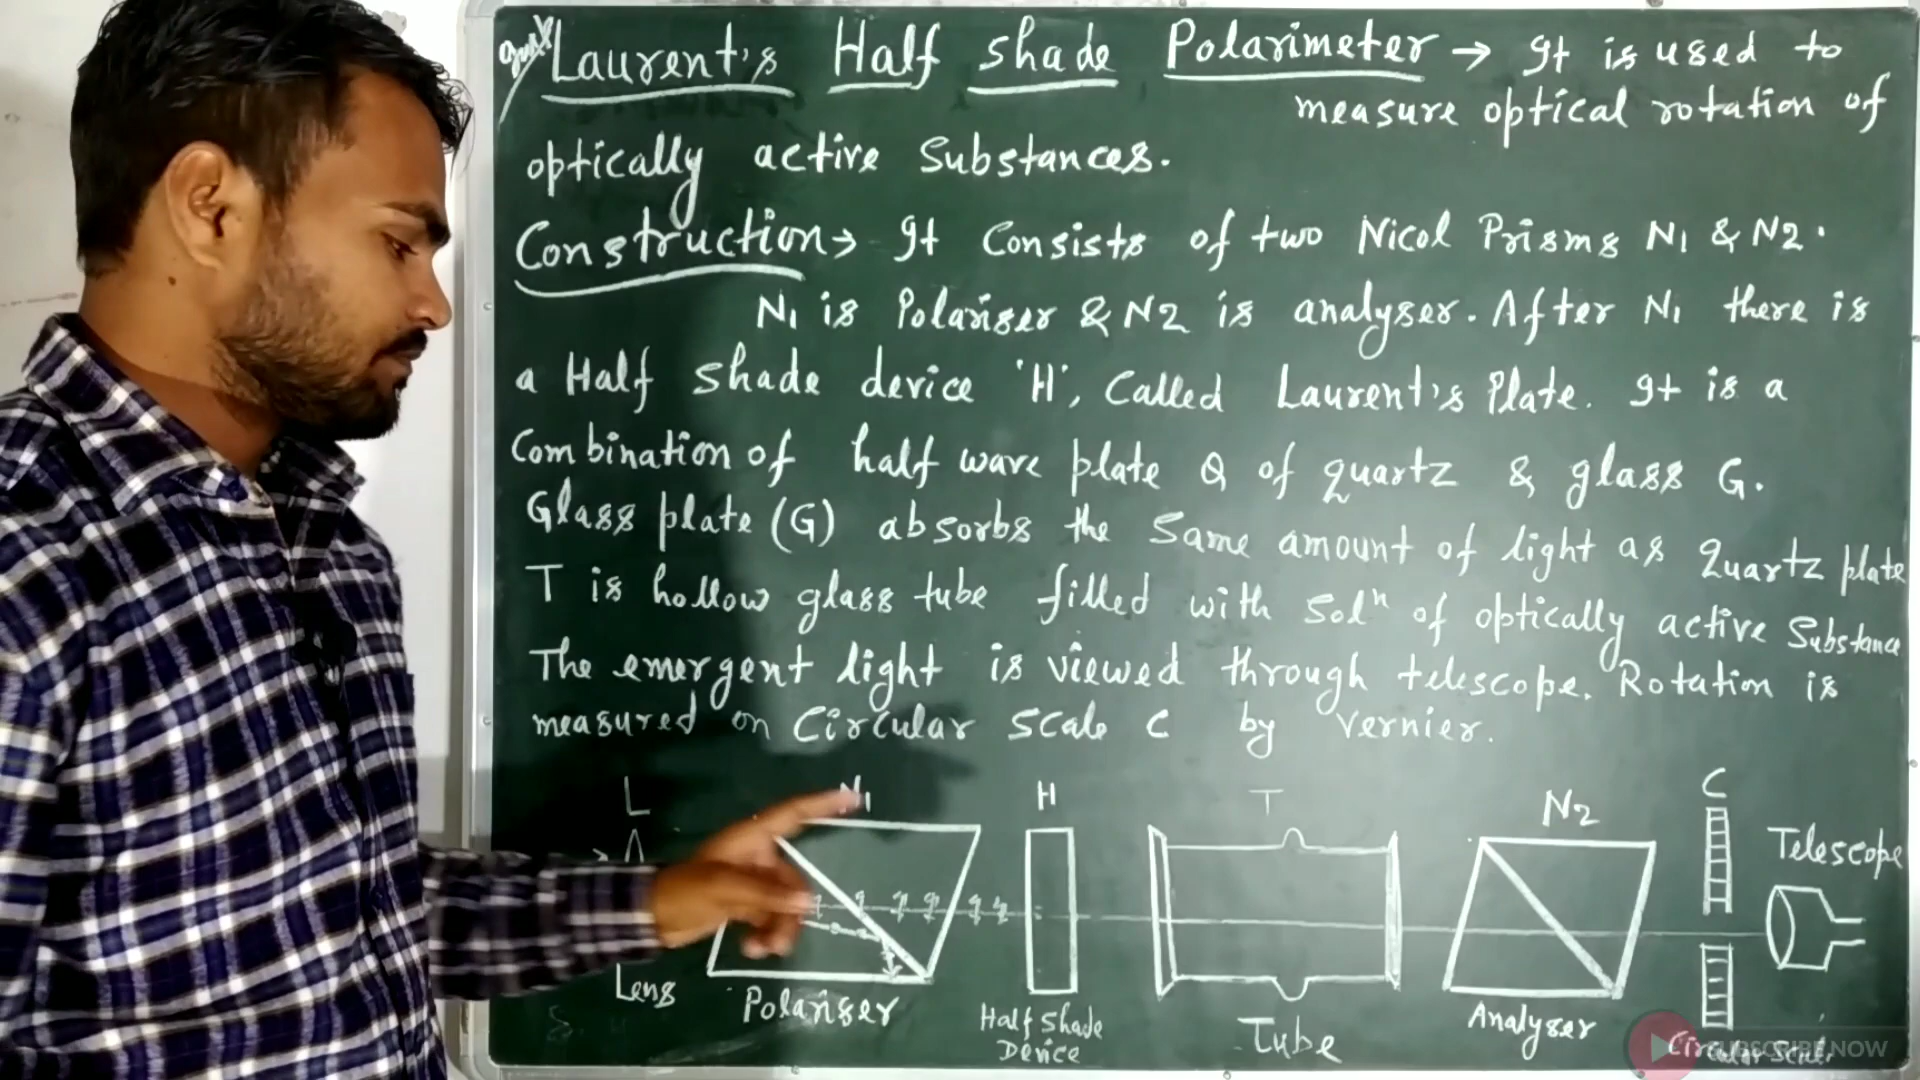 Laurent's Half Shade Polarimeter → It is used to
measure optical rotation of
optically active Substances.
Construction → It Consists of two Nicol Prisms N1 & N2.
N1 is Polariser & N2 is analyser. After N1 there is
a Half shade device 'H', Called Laurent's Plate. It is a
Combination of half wave plate Q of quartz & glass G.
Glass plate (G) absorbs the Same amount of light as Quartz plate
T is hollow glass tube filled with Solⁿ of optically active Substance
The emergent light is viewed through telescope. Rotation is
measured on Circular Scale C by Vernier.
L N1 H T N2 C
Telescope
Lens Polariser Half Shade Device Tube Analyser Circular Scale
SUBSCRIBE NOW